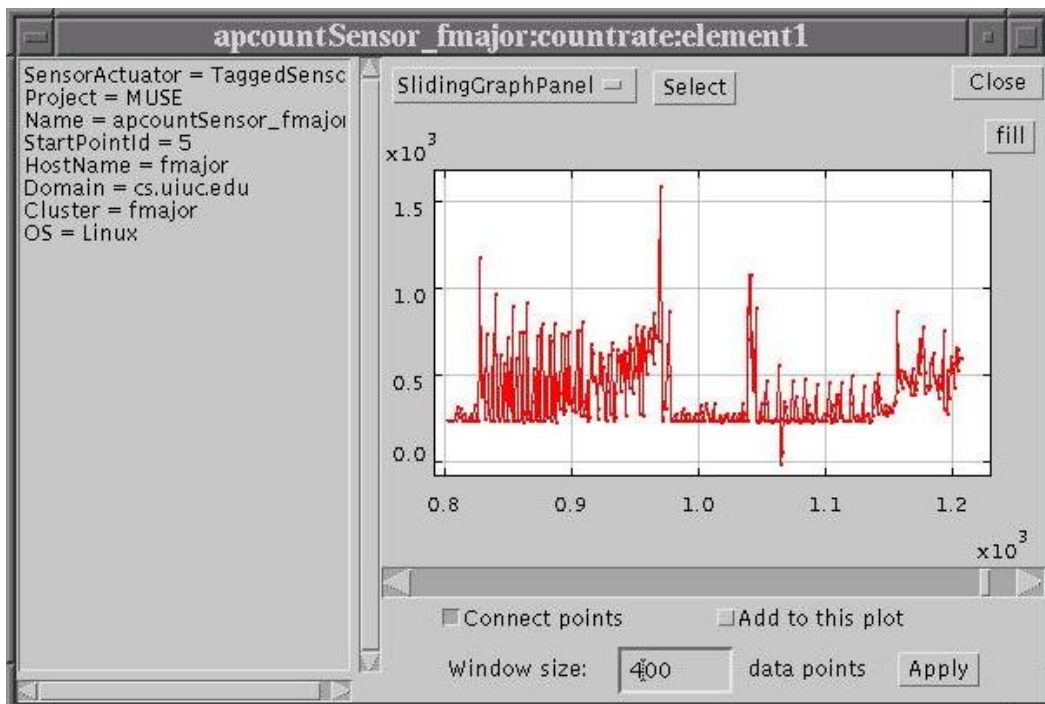 apcountSensor_fmajor:countrate:element1
SensorActuator = TaggedSensc
Project = MUSE
Name = apcountSensor_fmajor
StartPointId = 5
HostName = fmajor
Domain = cs.uiuc.edu
Cluster = fmajor
OS = Linux
SlidingGraphPanel
Select
Close
fill
x10³
1.5
1.0
0.5
0.0
0.8 0.9 1.0 1.1 1.2
x10³
Connect points
Add to this plot
Window size: 400 data points Apply